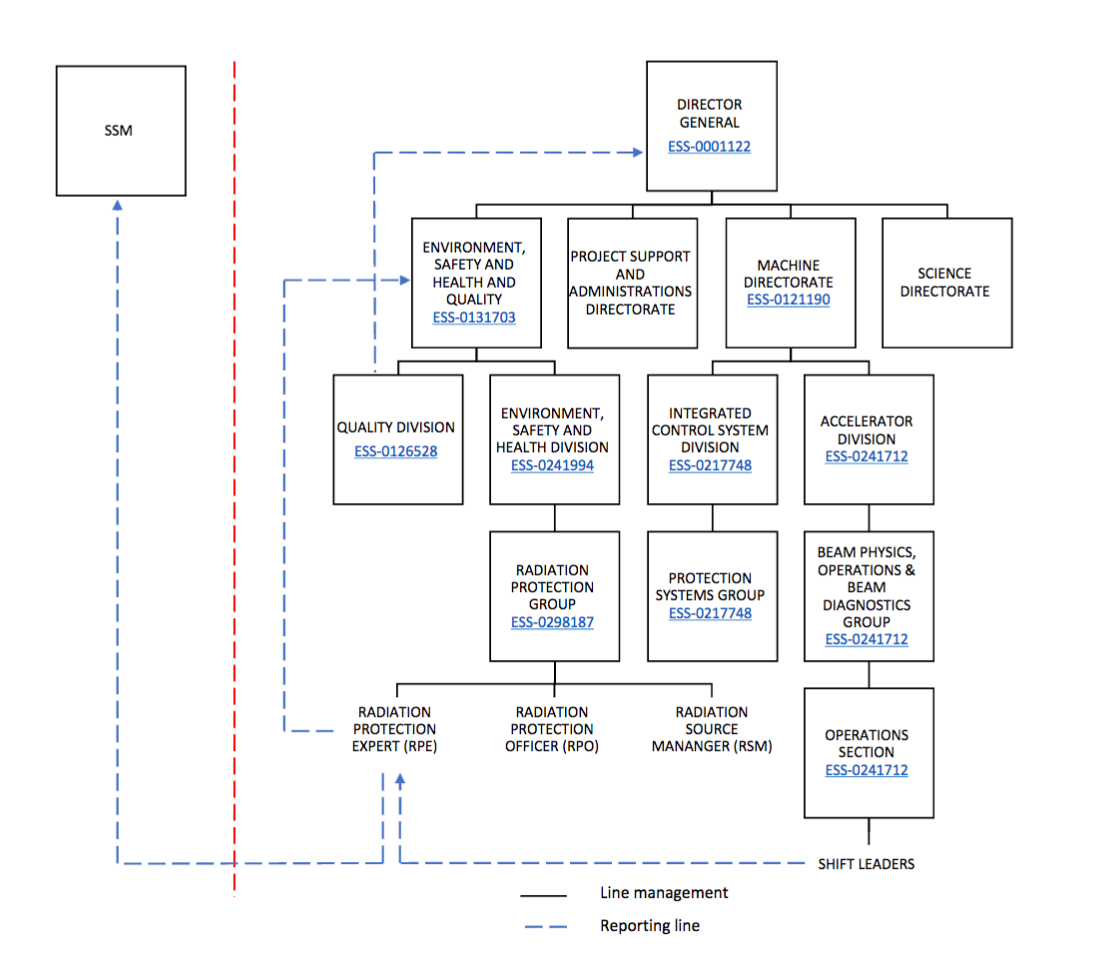 SSM
DIRECTOR
GENERAL
ESS-0001122
ENVIRONMENT,
SAFETY AND
HEALTH AND
QUALITY
ESS-0131703
PROJECT SUPPORT
AND
ADMINISTRATIONS
DIRECTORATE
MACHINE
DIRECTORATE
ESS-0121190
SCIENCE
DIRECTORATE
QUALITY DIVISION
ESS-0126528
ENVIRONMENT,
SAFETY AND
HEALTH DIVISION
ESS-0241994
INTEGRATED
CONTROL SYSTEM
DIVISION
ESS-0217748
ACCELERATOR
DIVISION
ESS-0241712
RADIATION
PROTECTION
GROUP
ESS-0298187
PROTECTION
SYSTEMS GROUP
ESS-0217748
BEAM PHYSICS,
OPERATIONS &
BEAM
DIAGNOSTICS
GROUP
ESS-0241712
RADIATION
PROTECTION
EXPERT (RPE)
RADIATION
PROTECTION
OFFICER (RPO)
RADIATION
SOURCE
MANANGER (RSM)
OPERATIONS
SECTION
ESS-0241712
SHIFT LEADERS
Line management
Reporting line